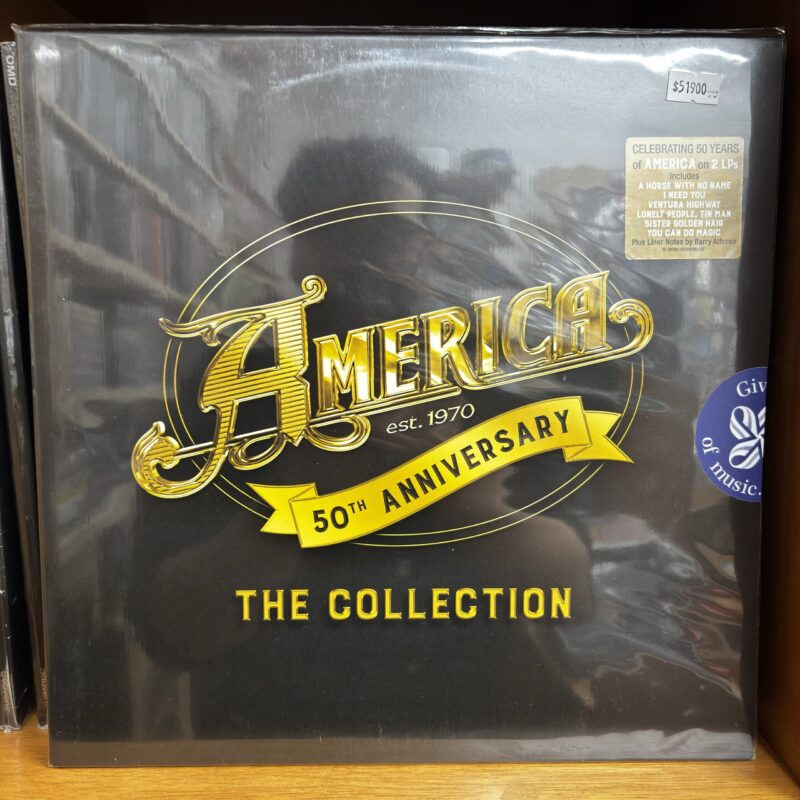 OMD
$51900
CELEBRATING 50 YEARS
of AMERICA on 2 LPs
Includes
A HORSE WITH NO NAME
I NEED YOU
VENTURA HIGHWAY
LONELY PEOPLE, TIN MAN
SISTER GOLDEN HAIR
YOU CAN DO MAGIC
Plus Liner Notes by Barry Alfonso
AMERICA
est. 1970
50TH ANNIVERSARY
THE COLLECTION
Giv
of music.